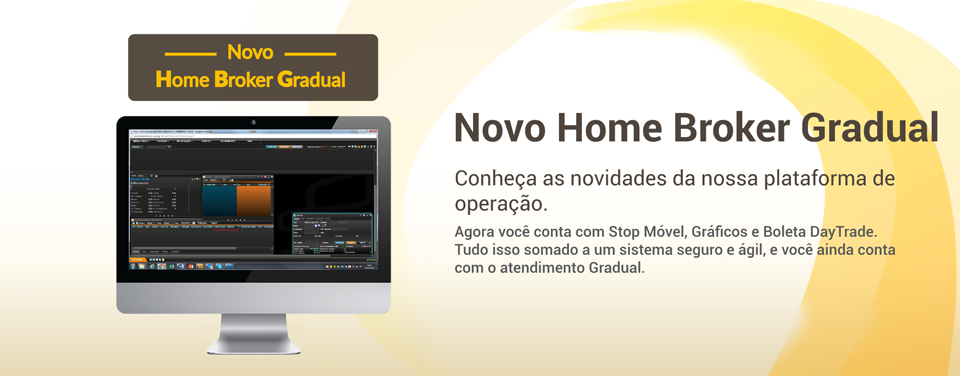 Novo
Home Broker Gradual
Novo Home Broker Gradual
Conheça as novidades da nossa plataforma de
operação.
Agora você conta com Stop Móvel, Gráficos e Boleta DayTrade.
Tudo isso somado a um sistema seguro e ágil, e você ainda conta
com o atendimento Gradual.